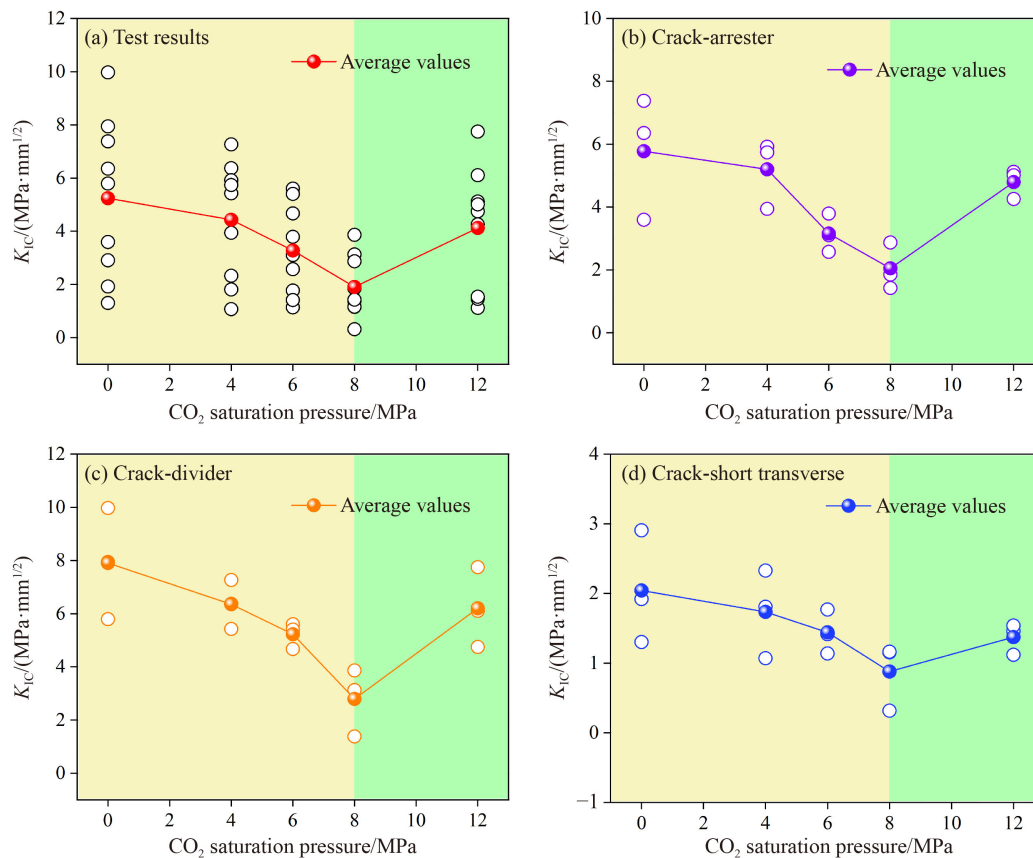 (a) Test results
Average values
12
10
8
6
4
2
0
K_IC/(MPa·mm^1/2)
0 2 4 6 8 10 12
CO₂ saturation pressure/MPa
(b) Crack-arrester
Average values
10
8
6
4
2
0
K_IC/(MPa·mm^1/2)
0 2 4 6 8 10 12
CO₂ saturation pressure/MPa
(c) Crack-divider
Average values
12
10
8
6
4
2
0
K_IC/(MPa·mm^1/2)
0 2 4 6 8 10 12
CO₂ saturation pressure/MPa
(d) Crack-short transverse
Average values
4
3
2
1
0
−1
K_IC/(MPa·mm^1/2)
0 2 4 6 8 10 12
CO₂ saturation pressure/MPa